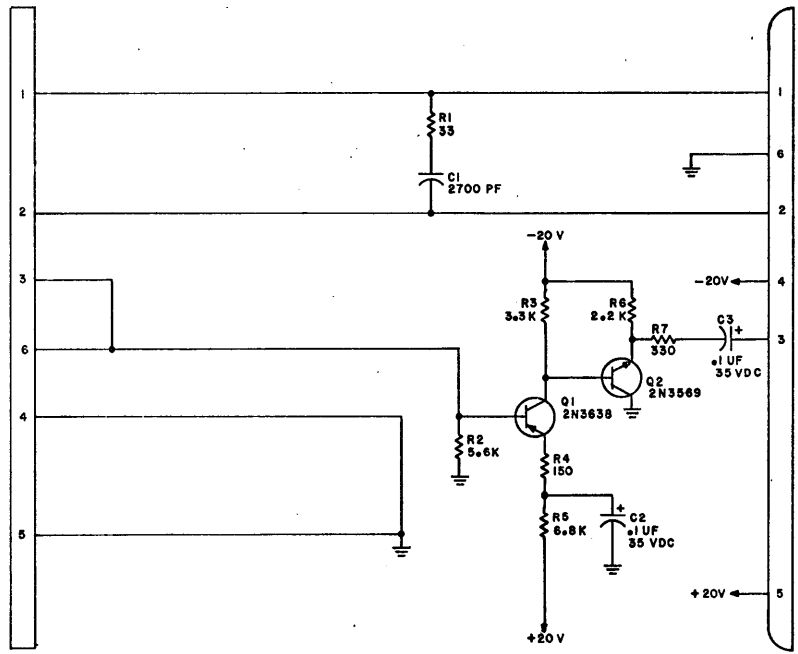 1
1
R1
33
6
C1
2700 PF
2
2
-20 V
3
-20V
4
R3
3.3K
R6
2.2K
R7
330
C3
+
.1 UF
35 VDC
3
6
Q2
2N3569
Q1
2N3638
4
R2
5.6K
R4
150
R5
6.8K
+
C2
.1 UF
35 VDC
5
+20V
5
+20 V